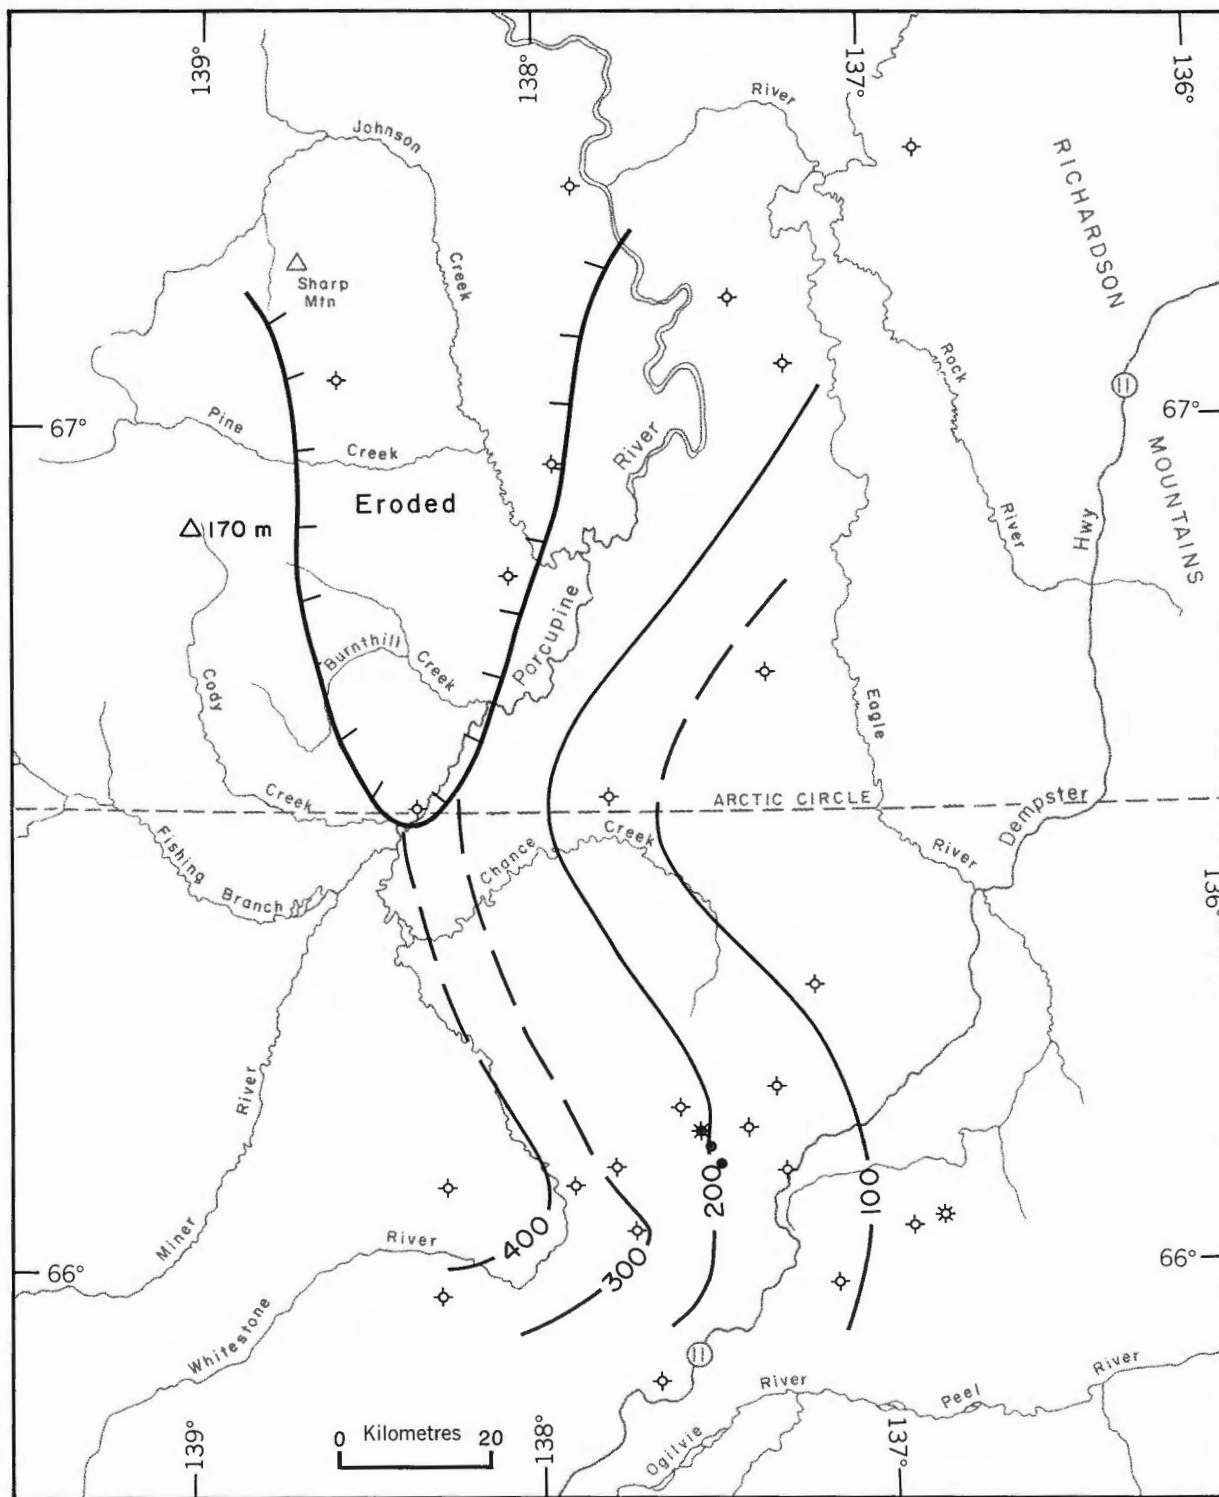 139°
138°
137°
136°
River
Johnson
RICHARDSON
Creek
Sharp
Mtn
Rock
11
67°
67°
Pine
Creek
River
MOUNTAINS
Eroded
170 m
River
Hwy
Porcupine
Burnthill
Creek
Cody
Eagle
Creek
ARCTIC CIRCLE
Dempster
Fishing
Branch
Chance
Creek
River
136°
River
Miner
River
400
300
200
100
66°
66°
Whitestone
11
River
Peel
River
Ogilvie
0 Kilometres 20
139°
138°
137°